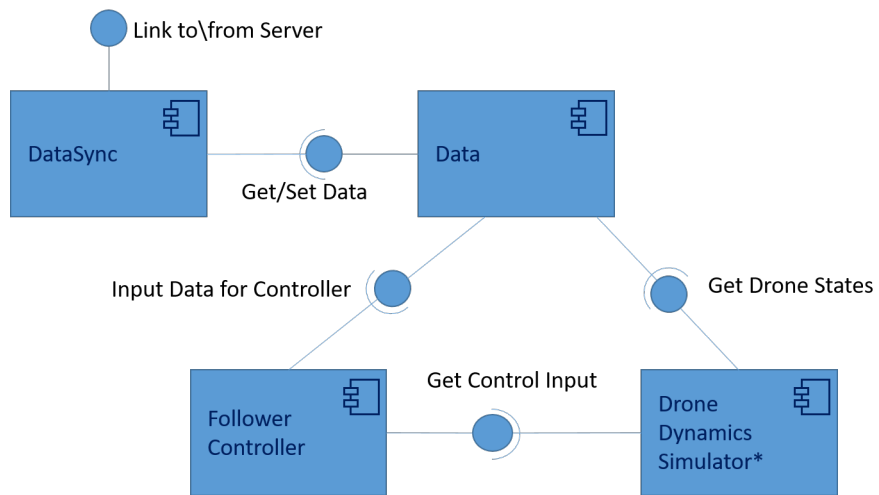 Link to\from Server
DataSync
Data
Get/Set Data
Input Data for Controller
Get Drone States
Get Control Input
Follower
Controller
Drone
Dynamics
Simulator*